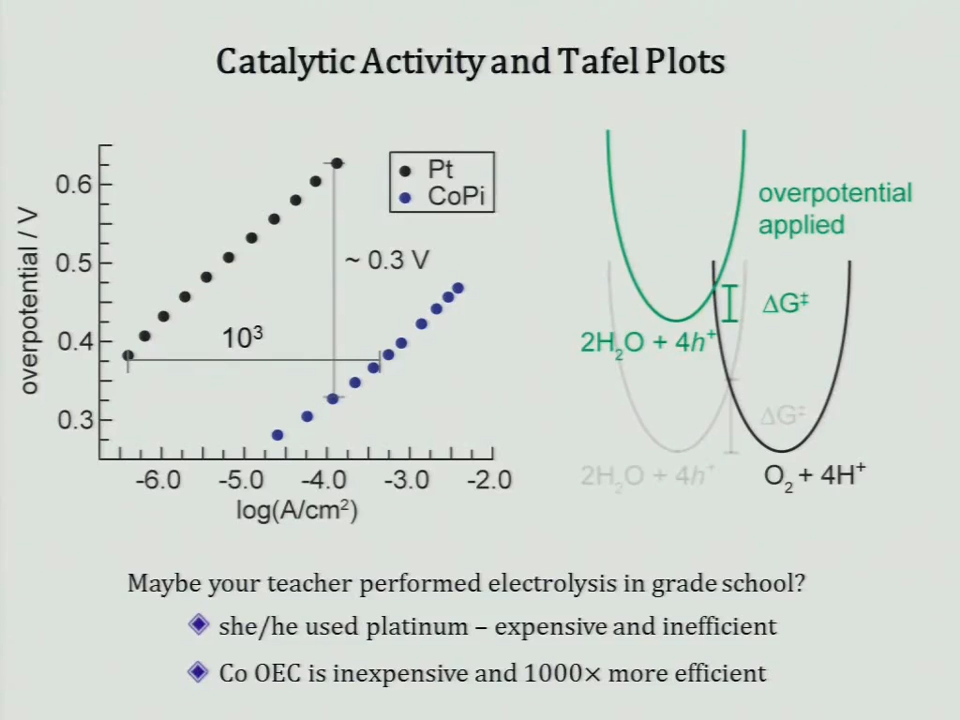 Catalytic Activity and Tafel Plots
overpotential / V
0.6
0.5
0.4
0.3
Pt
CoPi
~ 0.3 V
10³
-6.0 -5.0 -4.0 -3.0 -2.0
log(A/cm²)
overpotential
applied
ΔG‡
2H₂O + 4h⁺
ΔG‡
2H₂O + 4h⁺
O₂ + 4H⁺
Maybe your teacher performed electrolysis in grade school?
she/he used platinum – expensive and inefficient
Co OEC is inexpensive and 1000× more efficient